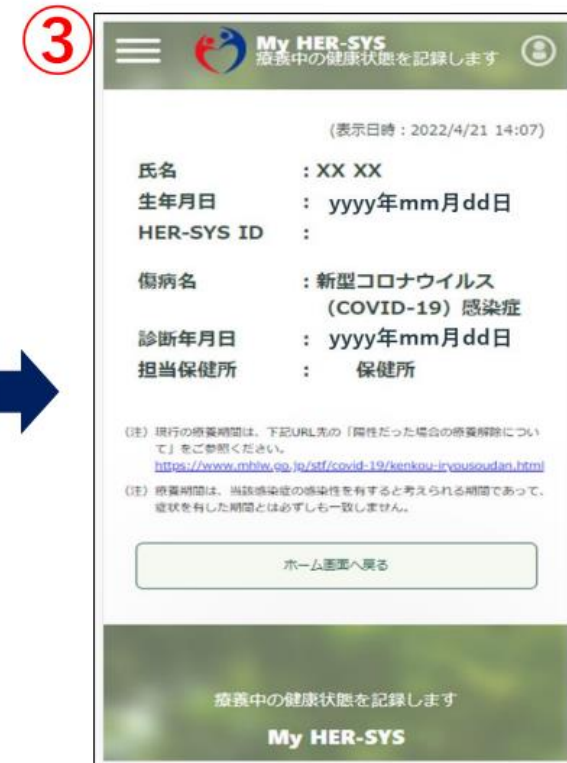 ③
My HER-SYS
療養中の健康状態を記録します
(表示日時：2022/4/21 14:07)
氏名 ：XX XX
生年月日 ： yyyy年mm月dd日
HER-SYS ID ：
傷病名 ：新型コロナウイルス
（COVID-19）感染症
診断年月日 ： yyyy年mm月dd日
担当保健所 ： 保健所
（注）現行の療養期間は、下記URL先の「陽性だった場合の療養解除につい
て」をご参照ください。
https://www.mhlw.go.jp/stf/covid-19/kenkou-iryousoudan.html
（注）療養期間は、当該感染症の感染性を有すると考えられる期間であって、
症状を有した期間とは必ずしも一致しません。
ホーム画面へ戻る
療養中の健康状態を記録します
My HER-SYS